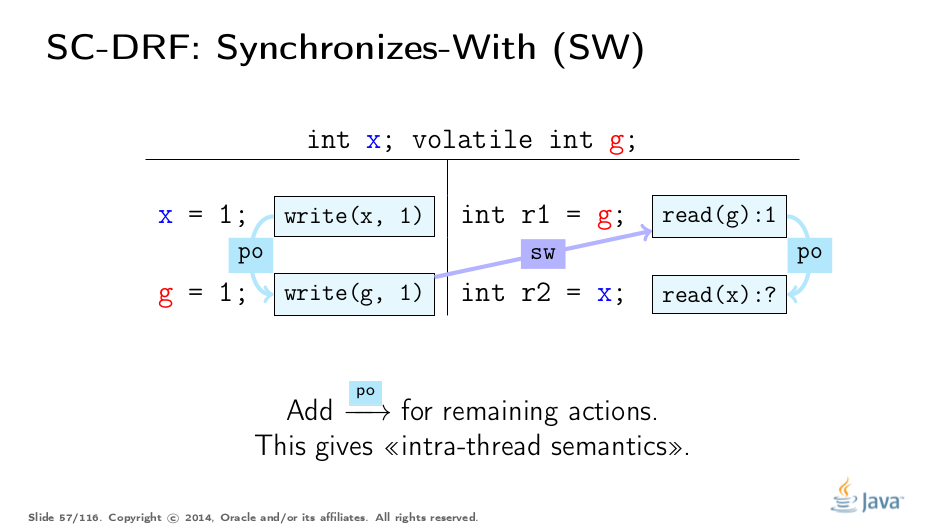 SC-DRF: Synchronizes-With (SW)
int x; volatile int g;
x = 1; write(x, 1) int r1 = g; read(g):1
po sw po
g = 1; write(g, 1) int r2 = x; read(x):?
po
Add ⟶ for remaining actions.
This gives «intra-thread semantics».
Slide 57/116. Copyright © 2014, Oracle and/or its affiliates. All rights reserved.
Java™